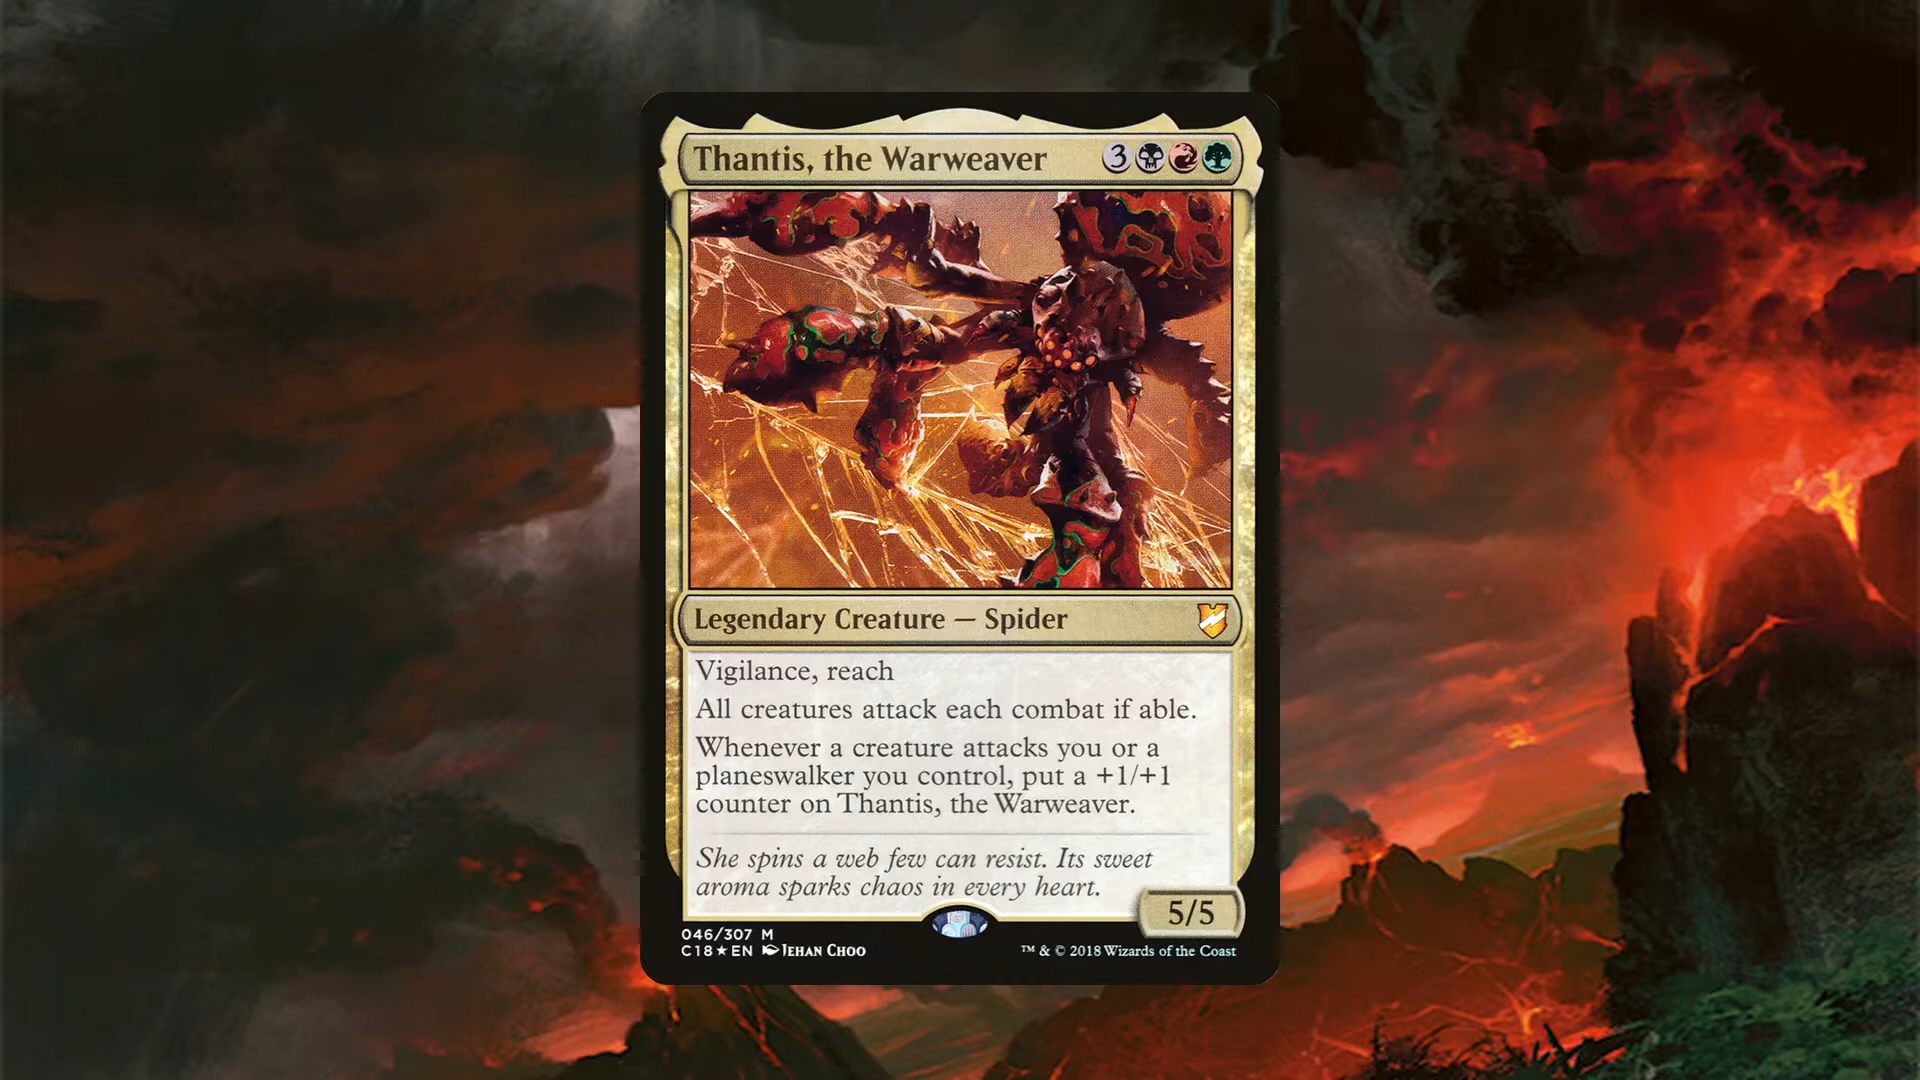 Thantis, the Warweaver 3
Legendary Creature — Spider
Vigilance, reach
All creatures attack each combat if able.
Whenever a creature attacks you or a
planeswalker you control, put a +1/+1
counter on Thantis, the Warweaver.
She spins a web few can resist. Its sweet
aroma sparks chaos in every heart.
5/5
046/307 M
C18★EN Jehan Choo
™ & © 2018 Wizards of the Coast